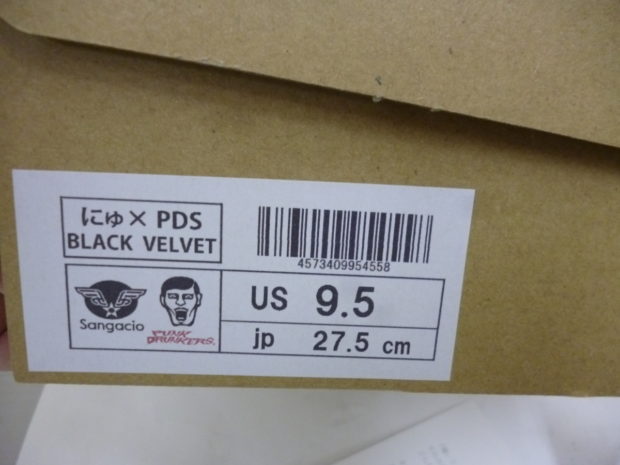 にゅ×PDS
BLACK VELVET
4573409954558
Sangacio
PUNK
DRUNKERS.
US 9.5
jp 27.5 cm